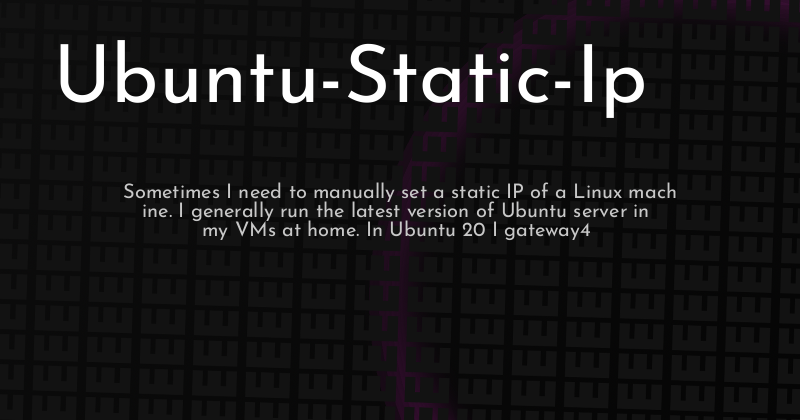 Ubuntu-Static-Ip
Sometimes I need to manually set a static IP of a Linux mach
ine. I generally run the latest version of Ubuntu server in
my VMs at home. In Ubuntu 20 I gateway4